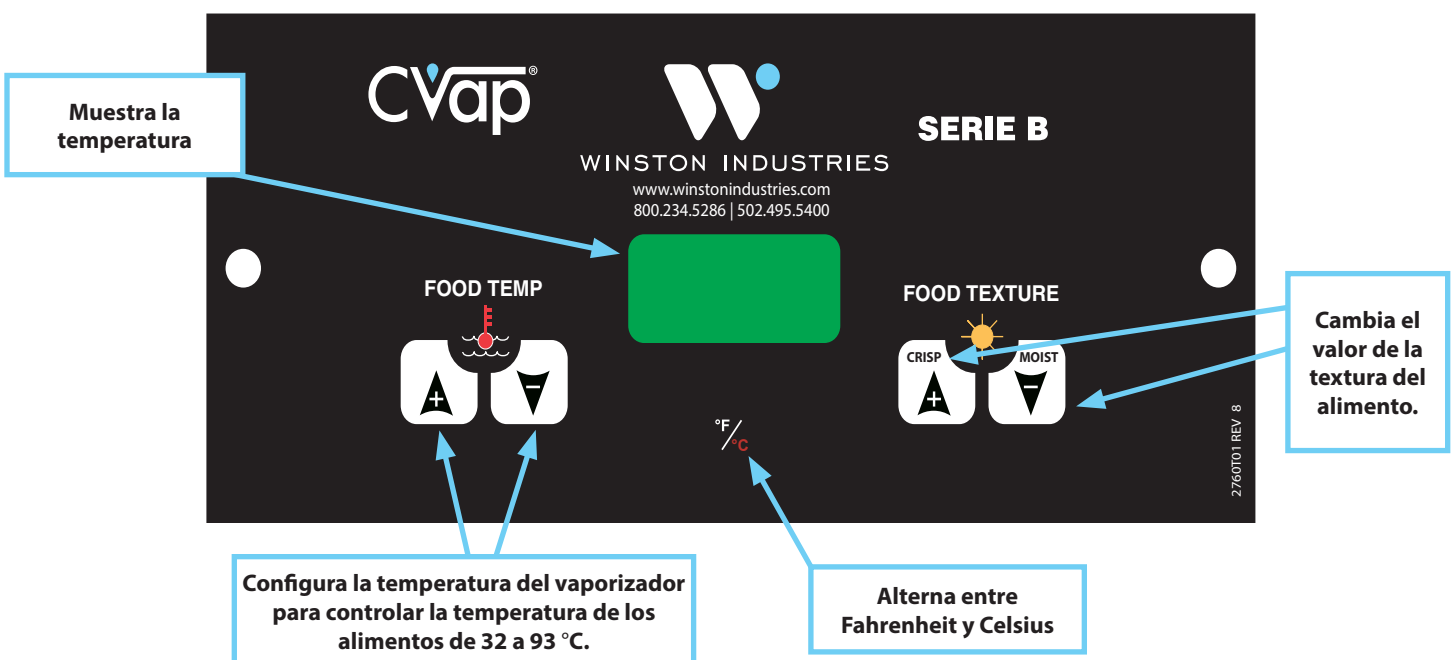 CVap®
WINSTON INDUSTRIES
www.winstonindustries.com
800.234.5286 | 502.495.5400
SERIE B
Muestra la
temperatura
FOOD TEMP
+
−
FOOD TEXTURE
CRISP
MOIST
+
−
°F/°C
2760T01 REV 8
Cambia el
valor de la
textura del
alimento.
Configura la temperatura del vaporizador
para controlar la temperatura de los
alimentos de 32 a 93 °C.
Alterna entre
Fahrenheit y Celsius